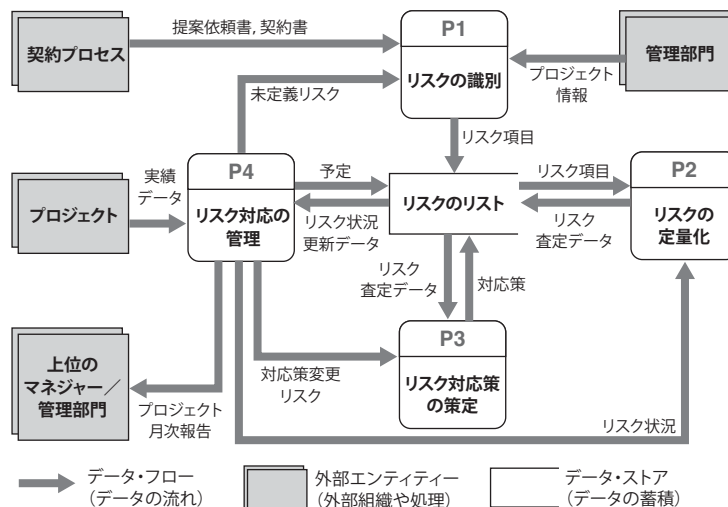 提案依頼書, 契約書
契約プロセス
P1
リスクの識別
管理部門
プロジェクト
情報
未定義リスク
リスク項目
実績
データ
プロジェクト
P4
リスク対応の
管理
予定
リスク状況
更新データ
リスクのリスト
リスク項目
リスク
査定データ
P2
リスクの
定量化
リスク
査定データ
対応策
P3
リスク対応策
の策定
上位の
マネジャー／
管理部門
プロジェクト
月次報告
対応策変更
リスク
リスク状況
データ・フロー
(データの流れ)
外部エンティティー
(外部組織や処理)
データ・ストア
(データの蓄積)